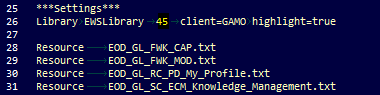 25 ***Settings***
26 Library EWSLibrary 45 client=GAMO highlight=true
28 Resource EOD_GL_FWK_CAP.txt
29 Resource EOD_GL_FWK_MOD.txt
30 Resource EOD_GL_RC_PD_My_Profile.txt
31 Resource EOD_GL_SC_ECM_Knowledge_Management.txt